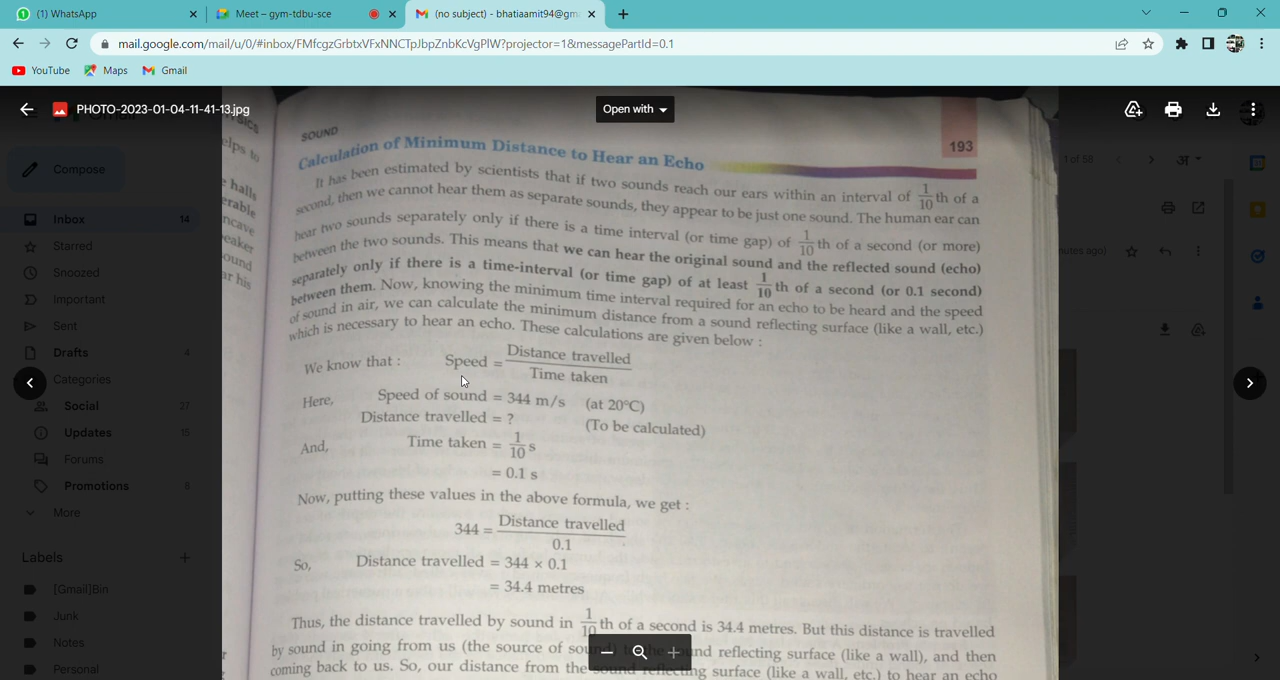 (1) WhatsApp
Meet – gym-tdbu-sce
(no subject) - bhatiaamit94@gm
mail.google.com/mail/u/0/#inbox/FMfcgzGrbtxVFxNNCTpJbpZnbKcVgPlW?projector=1&messagePartId=0.1
YouTube
Maps
Gmail
PHOTO-2023-01-04-11-41-13.jpg
Open with
Compose
1 of 58
Inbox 14
Starred
Snoozed
Important
Sent
Drafts 4
Categories
Social 27
Updates 15
Forums
Promotions 8
More
Labels
[Gmail]Bin
Junk
Notes
Personal
nutes ago)
elps to
halls
erable
ncave
eaker
ound
ar his
SOUND
193
Calculation of Minimum Distance to Hear an Echo
It has been estimated by scientists that if two sounds reach our ears within an interval of 1/10 th of a
second, then we cannot hear them as separate sounds, they appear to be just one sound. The human ear can
hear two sounds separately only if there is a time interval (or time gap) of 1/10 th of a second (or more)
between the two sounds. This means that we can hear the original sound and the reflected sound (echo)
separately only if there is a time-interval (or time gap) of at least 1/10 th of a second (or 0.1 second)
between them. Now, knowing the minimum time interval required for an echo to be heard and the speed
of sound in air, we can calculate the minimum distance from a sound reflecting surface (like a wall, etc.)
which is necessary to hear an echo. These calculations are given below :
We know that : Speed = Distance travelled / Time taken
Here, Speed of sound = 344 m/s (at 20°C)
Distance travelled = ? (To be calculated)
And, Time taken = 1/10 s
= 0.1 s
Now, putting these values in the above formula, we get :
344 = Distance travelled / 0.1
So, Distance travelled = 344 × 0.1
= 34.4 metres
Thus, the distance travelled by sound in 1/10 th of a second is 34.4 metres. But this distance is travelled
by sound in going from us (the source of sound) to the sound reflecting surface (like a wall), and then
coming back to us. So, our distance from the sound reflecting surface (like a wall, etc.) to hear an echo